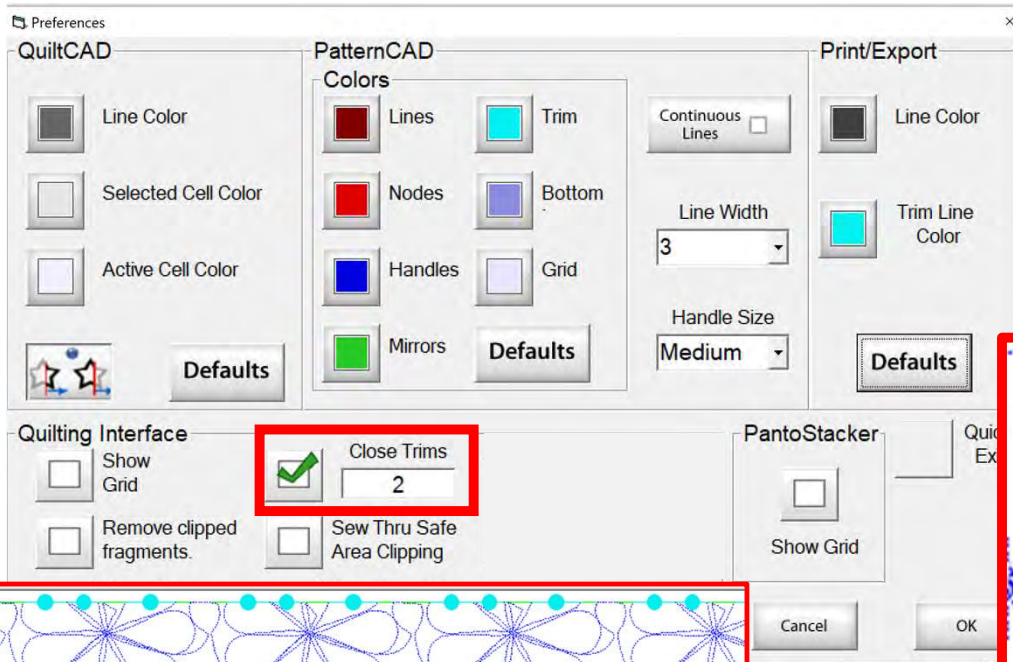 Preferences
QuiltCAD
Line Color
Selected Cell Color
Active Cell Color
Defaults
PatternCAD
Colors
Lines
Trim
Nodes
Bottom
Handles
Grid
Mirrors
Defaults
Continuous
Lines
Line Width
3
Handle Size
Medium
Print/Export
Line Color
Trim Line
Color
Defaults
Quilting Interface
Show
Grid
Close Trims
2
Remove clipped
fragments.
Sew Thru Safe
Area Clipping
PantoStacker
Show Grid
Cancel
OK